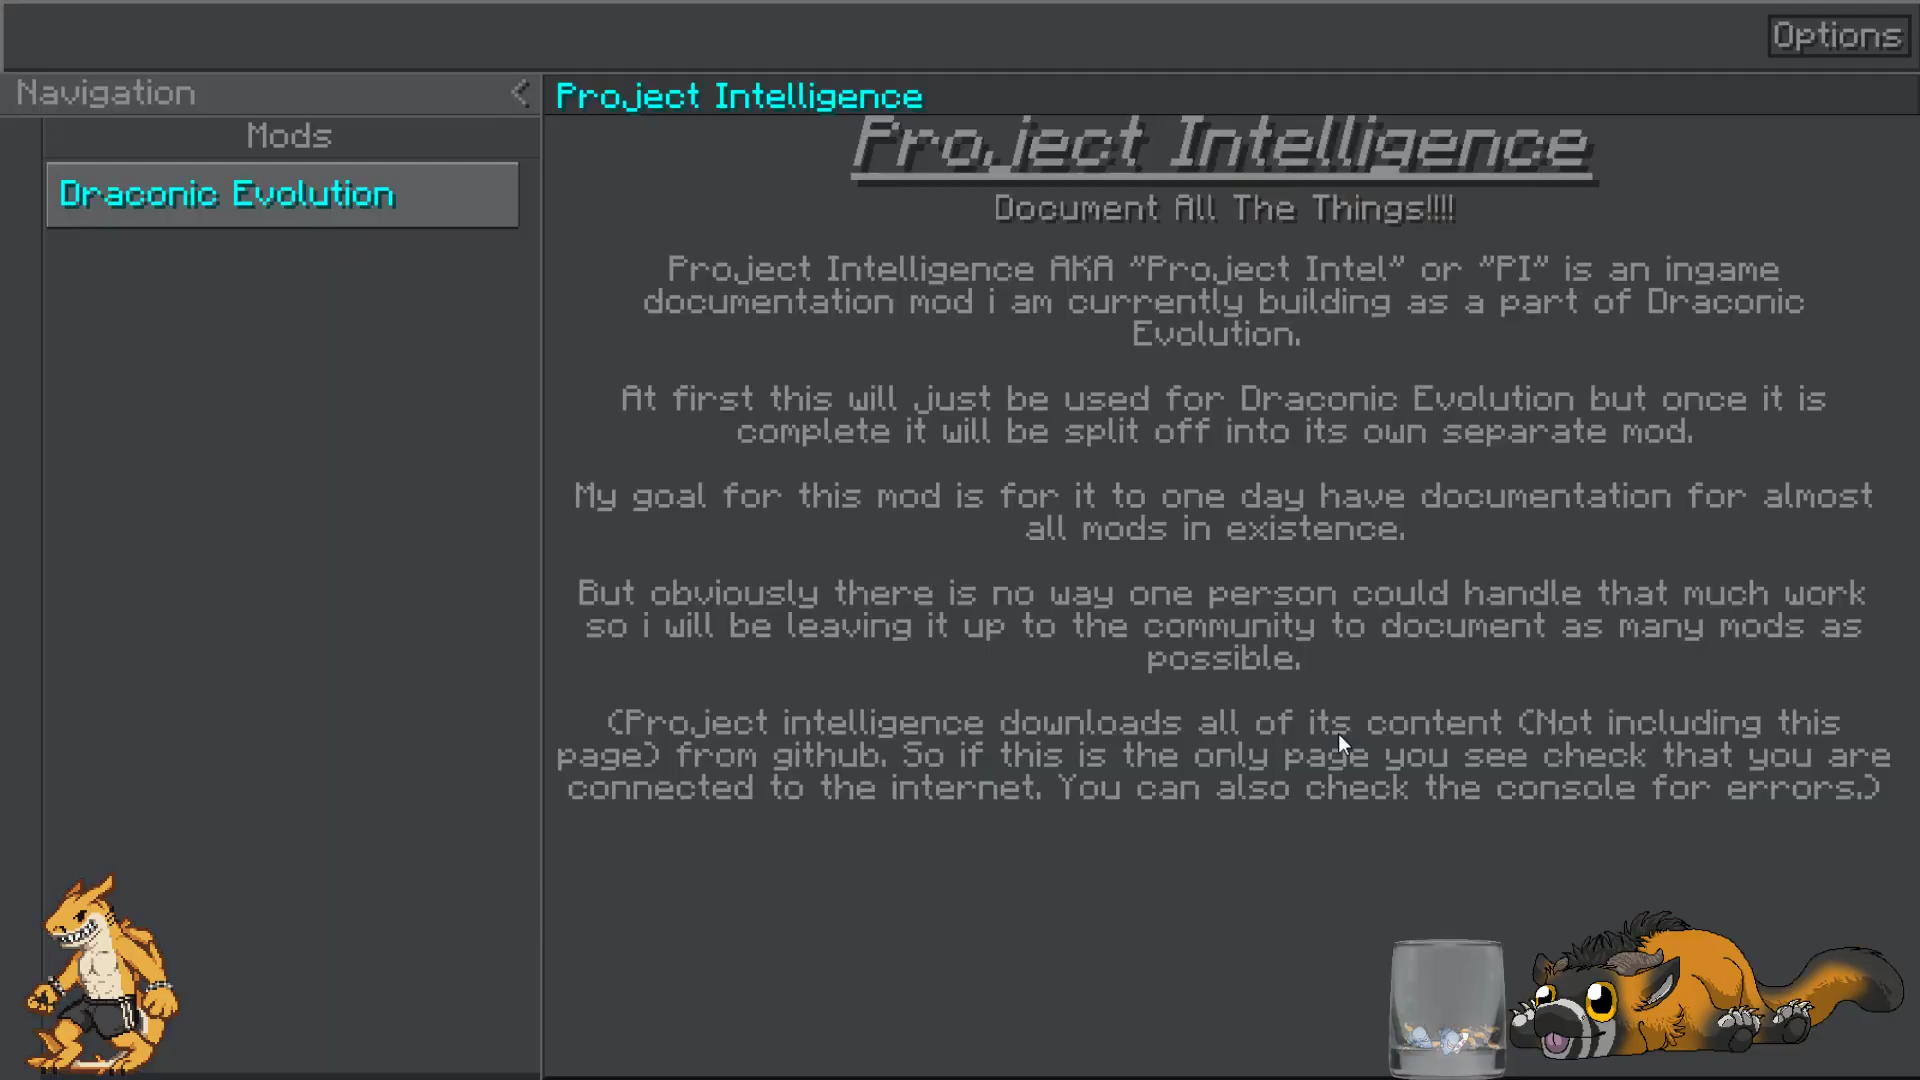 Options
Navigation <
Mods
Draconic Evolution
Project Intelligence
Project Intelligence
Document All The Things!!!!
Project Intelligence AKA "Project Intel" or "PI" is an ingame
documentation mod i am currently building as a part of Draconic
Evolution.
At first this will just be used for Draconic Evolution but once it is
complete it will be split off into its own separate mod.
My goal for this mod is for it to one day have documentation for almost
all mods in existence.
But obviously there is no way one person could handle that much work
so i will be leaving it up to the community to document as many mods as
possible.
(Project intelligence downloads all of its content (Not including this
page) from github. So if this is the only page you see check that you are
connected to the internet. You can also check the console for errors.)